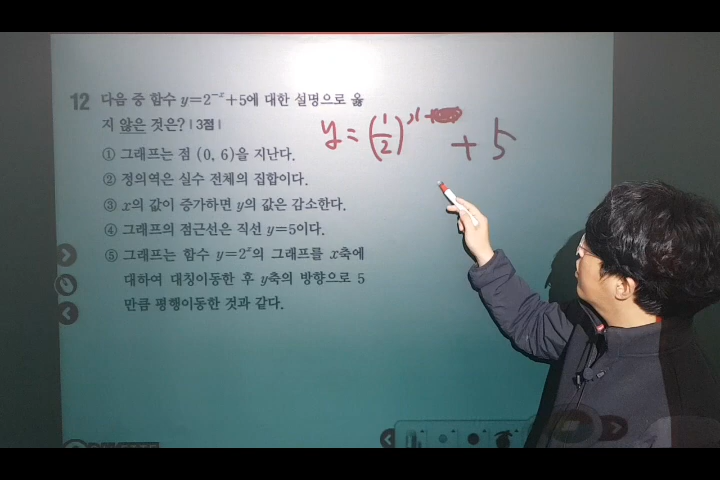 12 다음 중 함수 y=2⁻ˣ+5에 대한 설명으로 옳
지 않은 것은? | 3점 |
① 그래프는 점 (0, 6)을 지난다.
② 정의역은 실수 전체의 집합이다.
③ x의 값이 증가하면 y의 값은 감소한다.
④ 그래프의 점근선은 직선 y=5이다.
⑤ 그래프는 함수 y=2ˣ의 그래프를 x축에
대하여 대칭이동한 후 y축의 방향으로 5
만큼 평행이동한 것과 같다.
y = (1/2)ˣ + 5